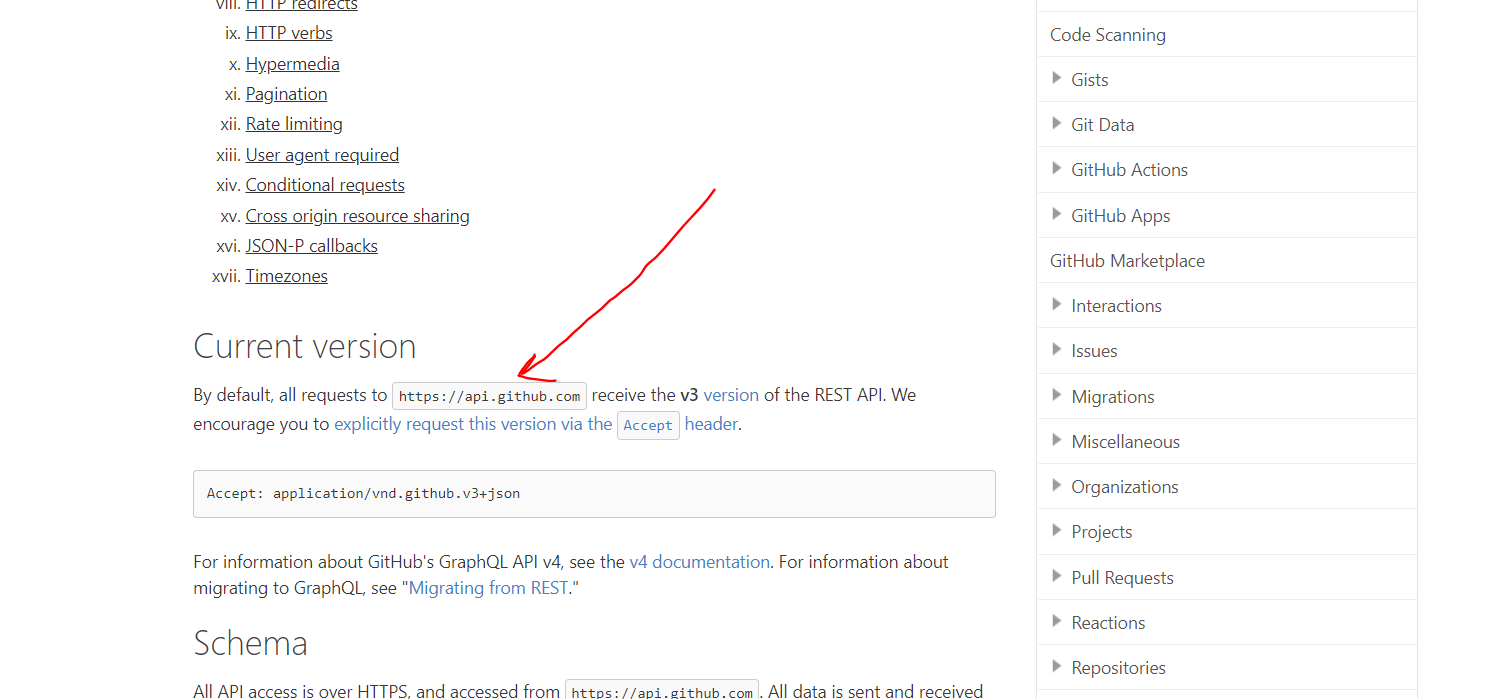 viii. HTTP redirects
ix. HTTP verbs
x. Hypermedia
xi. Pagination
xii. Rate limiting
xiii. User agent required
xiv. Conditional requests
xv. Cross origin resource sharing
xvi. JSON-P callbacks
xvii. Timezones
Current version
By default, all requests to https://api.github.com receive the v3 version of the REST API. We
encourage you to explicitly request this version via the Accept header.
Accept: application/vnd.github.v3+json
For information about GitHub's GraphQL API v4, see the v4 documentation. For information about
migrating to GraphQL, see "Migrating from REST."
Schema
All API access is over HTTPS, and accessed from https://api.github.com. All data is sent and received
Code Scanning
Gists
Git Data
GitHub Actions
GitHub Apps
GitHub Marketplace
Interactions
Issues
Migrations
Miscellaneous
Organizations
Projects
Pull Requests
Reactions
Repositories